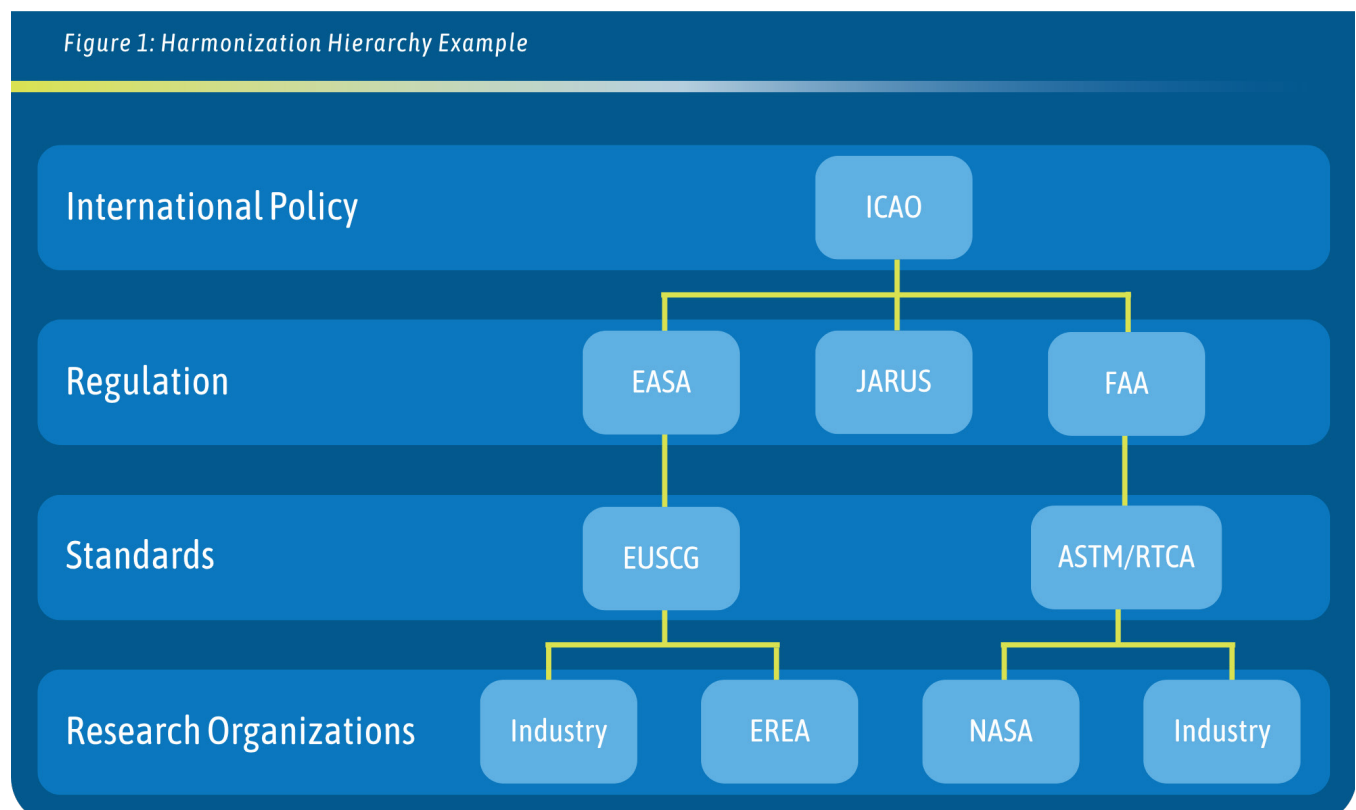 Figure 1: Harmonization Hierarchy Example
International Policy
ICAO
Regulation
EASA
JARUS
FAA
Standards
EUSCG
ASTM/RTCA
Research Organizations
Industry
EREA
NASA
Industry